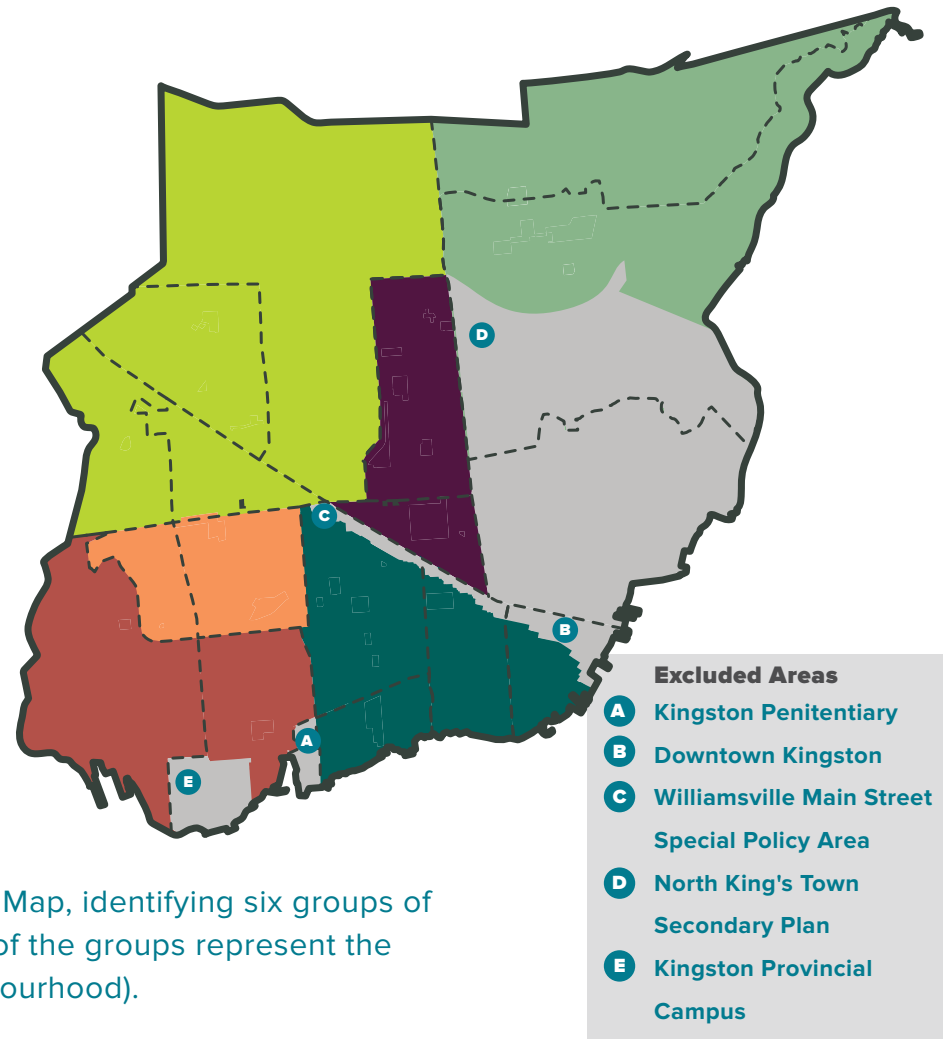 D
C
B
A
E
Excluded Areas
A Kingston Penitentiary
B Downtown Kingston
C Williamsville Main Street
Special Policy Area
D North King's Town
Secondary Plan
E Kingston Provincial
Campus
Map, identifying six groups of
of the groups represent the
ourhood).